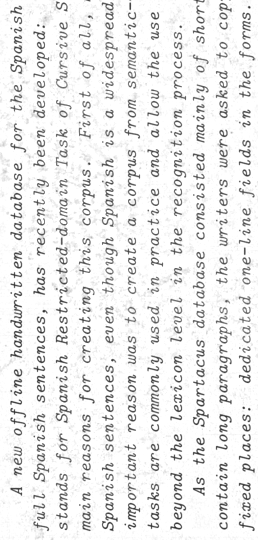 A new offline handwritten database for the Spanish
full Spanish sentences, has recently been developed:
stands for Spanish Restricted-domain Task of Cursive S
main reasons for creating this corpus. First of all,
Spanish sentences, even though Spanish is a widespread
important reason was to create a corpus from semantic-
tasks are commonly used in practice and allow the use
beyond the lexicon level in the recognition process.
As the Spartacus database consisted mainly of short
contain long paragraphs, the writers were asked to copy
fixed places: dedicated one-line fields in the forms.